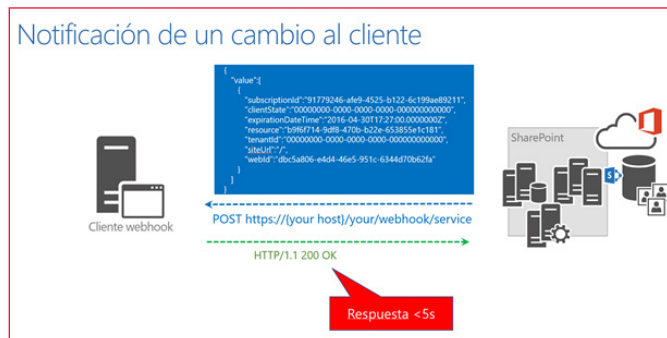 Notificación de un cambio al cliente
{
"value":[
{
"subscriptionId":"91779246-afe9-4525-b122-6c199ae89211",
"clientState":"00000000-0000-0000-0000-000000000000",
"expirationDateTime":"2016-04-30T17:27:00.0000000Z",
"resource":"b9f6f714-9df8-470b-b22e-653855e1c181",
"tenantId":"00000000-0000-0000-0000-000000000000",
"siteUrl":"/",
"webId":"dbc5a806-e4d4-46e5-951c-6344d70b62fa"
}
]
}
SharePoint
S
Cliente webhook
POST https://{your host}/your/webhook/service
HTTP/1.1 200 OK
Respuesta <5s